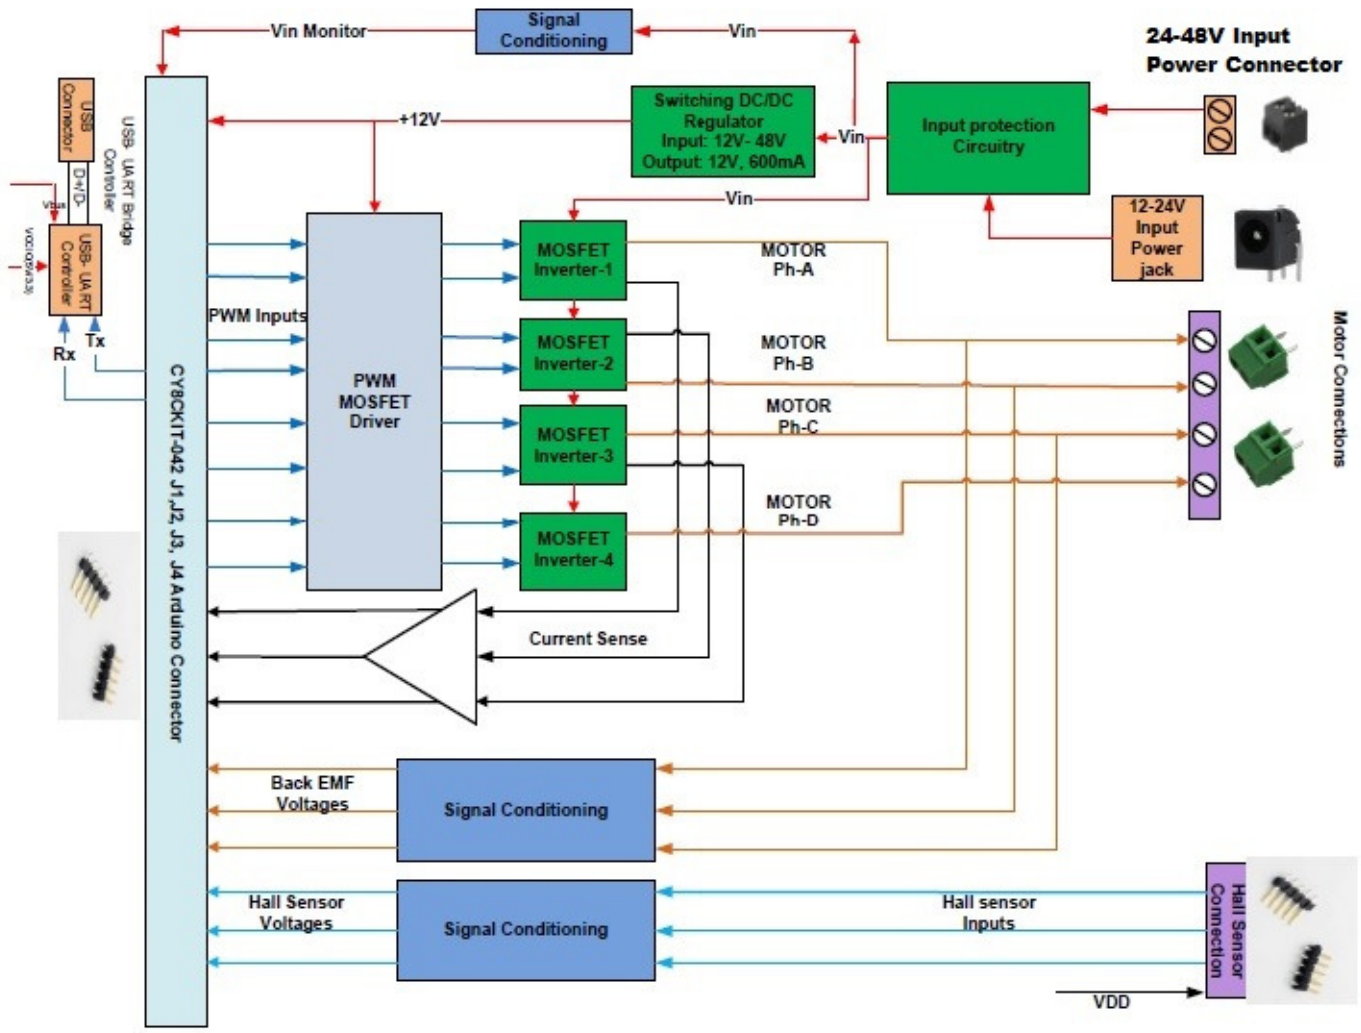 Signal
Conditioning
Vin Monitor
Vin
24-48V Input
Power Connector
USB
Connector
D+/D-
Vbus
USB- UART
Controller
USB- UART Bridge
Controller
Rx
Tx
+12V
Switching DC/DC
Regulator
Input: 12V- 48V
Output: 12V, 600mA
Vin
Input protection
Circuitry
Vin
12-24V
Input
Power
jack
PWM Inputs
PWM
MOSFET
Driver
MOSFET
Inverter-1
MOSFET
Inverter-2
MOSFET
Inverter-3
MOSFET
Inverter-4
MOTOR
Ph-A
MOTOR
Ph-B
MOTOR
Ph-C
MOTOR
Ph-D
Motor Connections
CY8CKIT-042 J1,J2, J3, J4 Arduino Connector
Current Sense
Back EMF
Voltages
Signal Conditioning
Hall Sensor
Voltages
Signal Conditioning
Hall sensor
Inputs
Hall Sensor
Connection
VDD